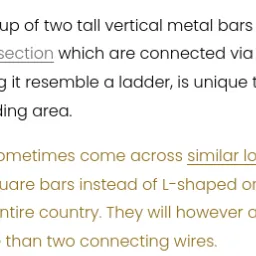 up of two tall vertical metal bars
section which are connected via
it resemble a ladder, is unique
ding area.
ometimes come across similar lo
uare bars instead of L-shaped or
ntire country. They will however
than two connecting wires.